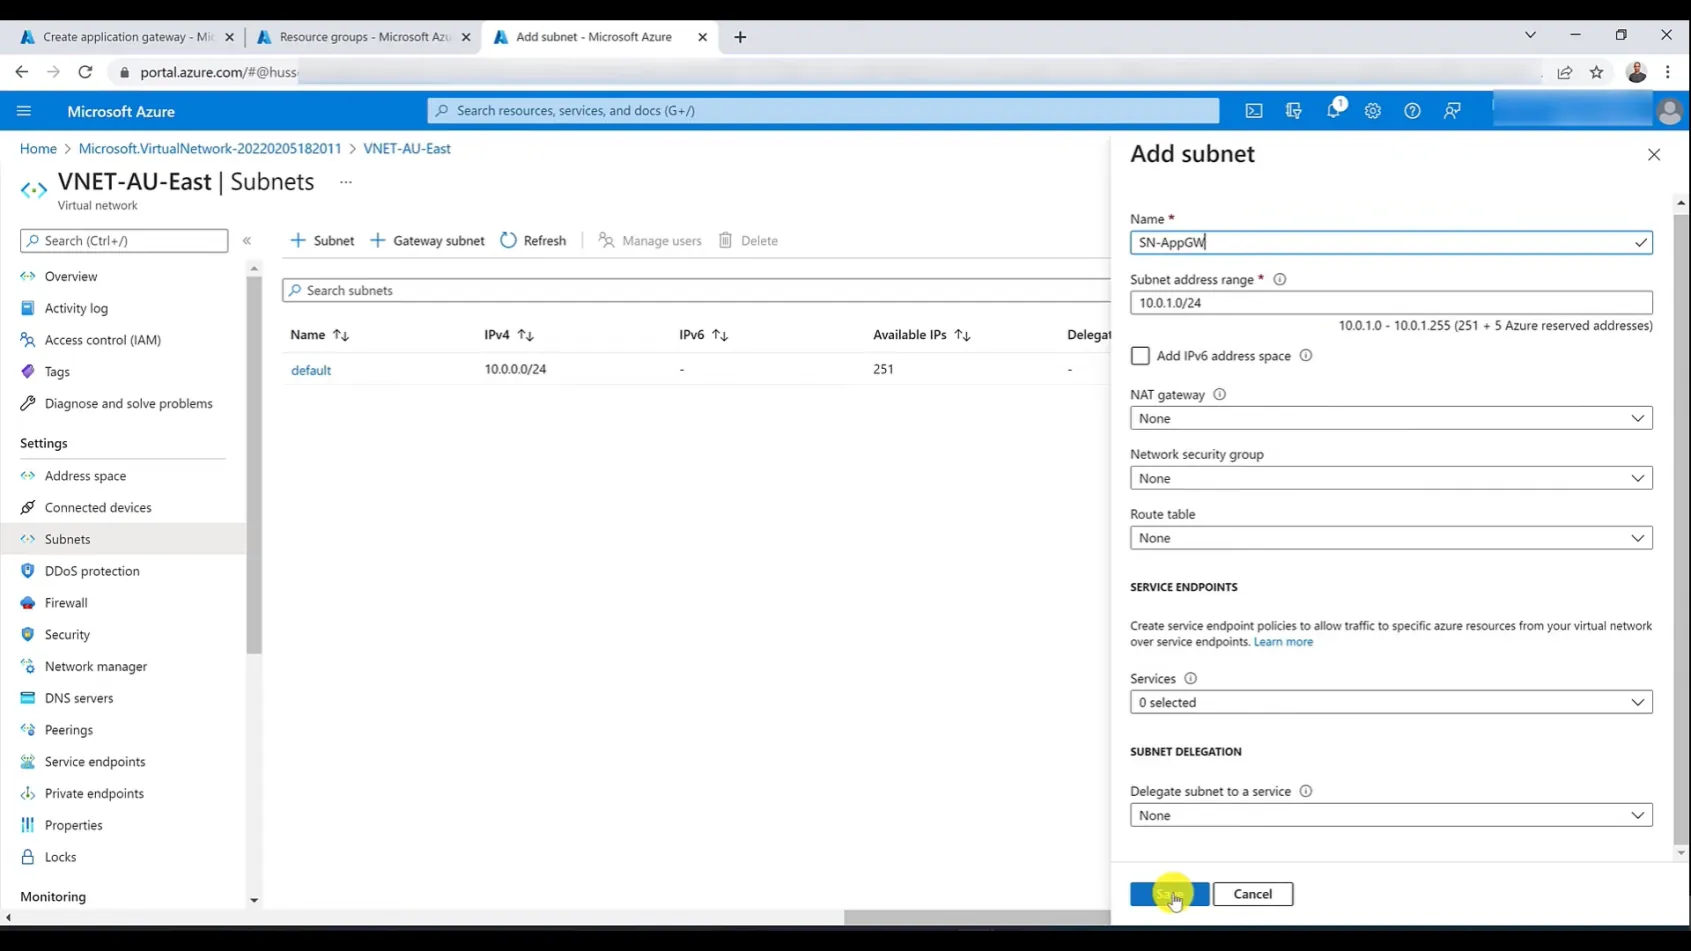 Create application gateway - Mic
Resource groups - Microsoft Azu
Add subnet - Microsoft Azure
portal.azure.com/#@huss
Microsoft Azure
Search resources, services, and docs (G+/)
1
Home > Microsoft.VirtualNetwork-20220205182011 > VNET-AU-East
VNET-AU-East | Subnets ...
Virtual network
Search (Ctrl+/)
Overview
Activity log
Access control (IAM)
Tags
Diagnose and solve problems
Settings
Address space
Connected devices
Subnets
DDoS protection
Firewall
Security
Network manager
DNS servers
Peerings
Service endpoints
Private endpoints
Properties
Locks
Monitoring
Subnet
Gateway subnet
Refresh
Manage users
Delete
Search subnets
Name IPv4 IPv6 Available IPs Delegat
default 10.0.0.0/24 - 251 -
Add subnet
Name *
SN-AppGW
Subnet address range *
10.0.1.0/24
10.0.1.0 - 10.0.1.255 (251 + 5 Azure reserved addresses)
Add IPv6 address space
NAT gateway
None
Network security group
None
Route table
None
SERVICE ENDPOINTS
Create service endpoint policies to allow traffic to specific azure resources from your virtual network
over service endpoints. Learn more
Services
0 selected
SUBNET DELEGATION
Delegate subnet to a service
None
Save
Cancel